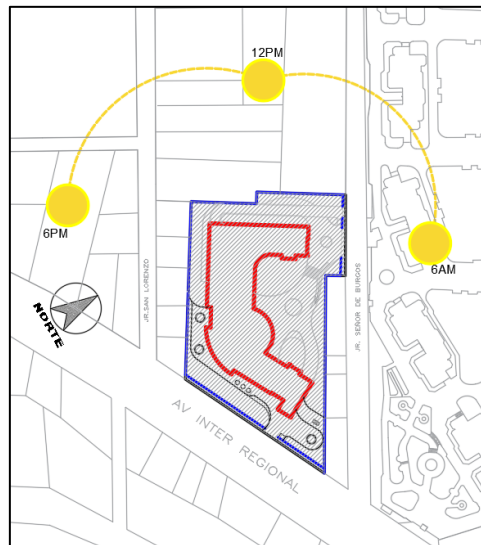 12PM
6PM
6AM
NORTE
JR.SAN LORENZO
JR. SEÑOR DE BURGOS
AV INTER REGIONAL